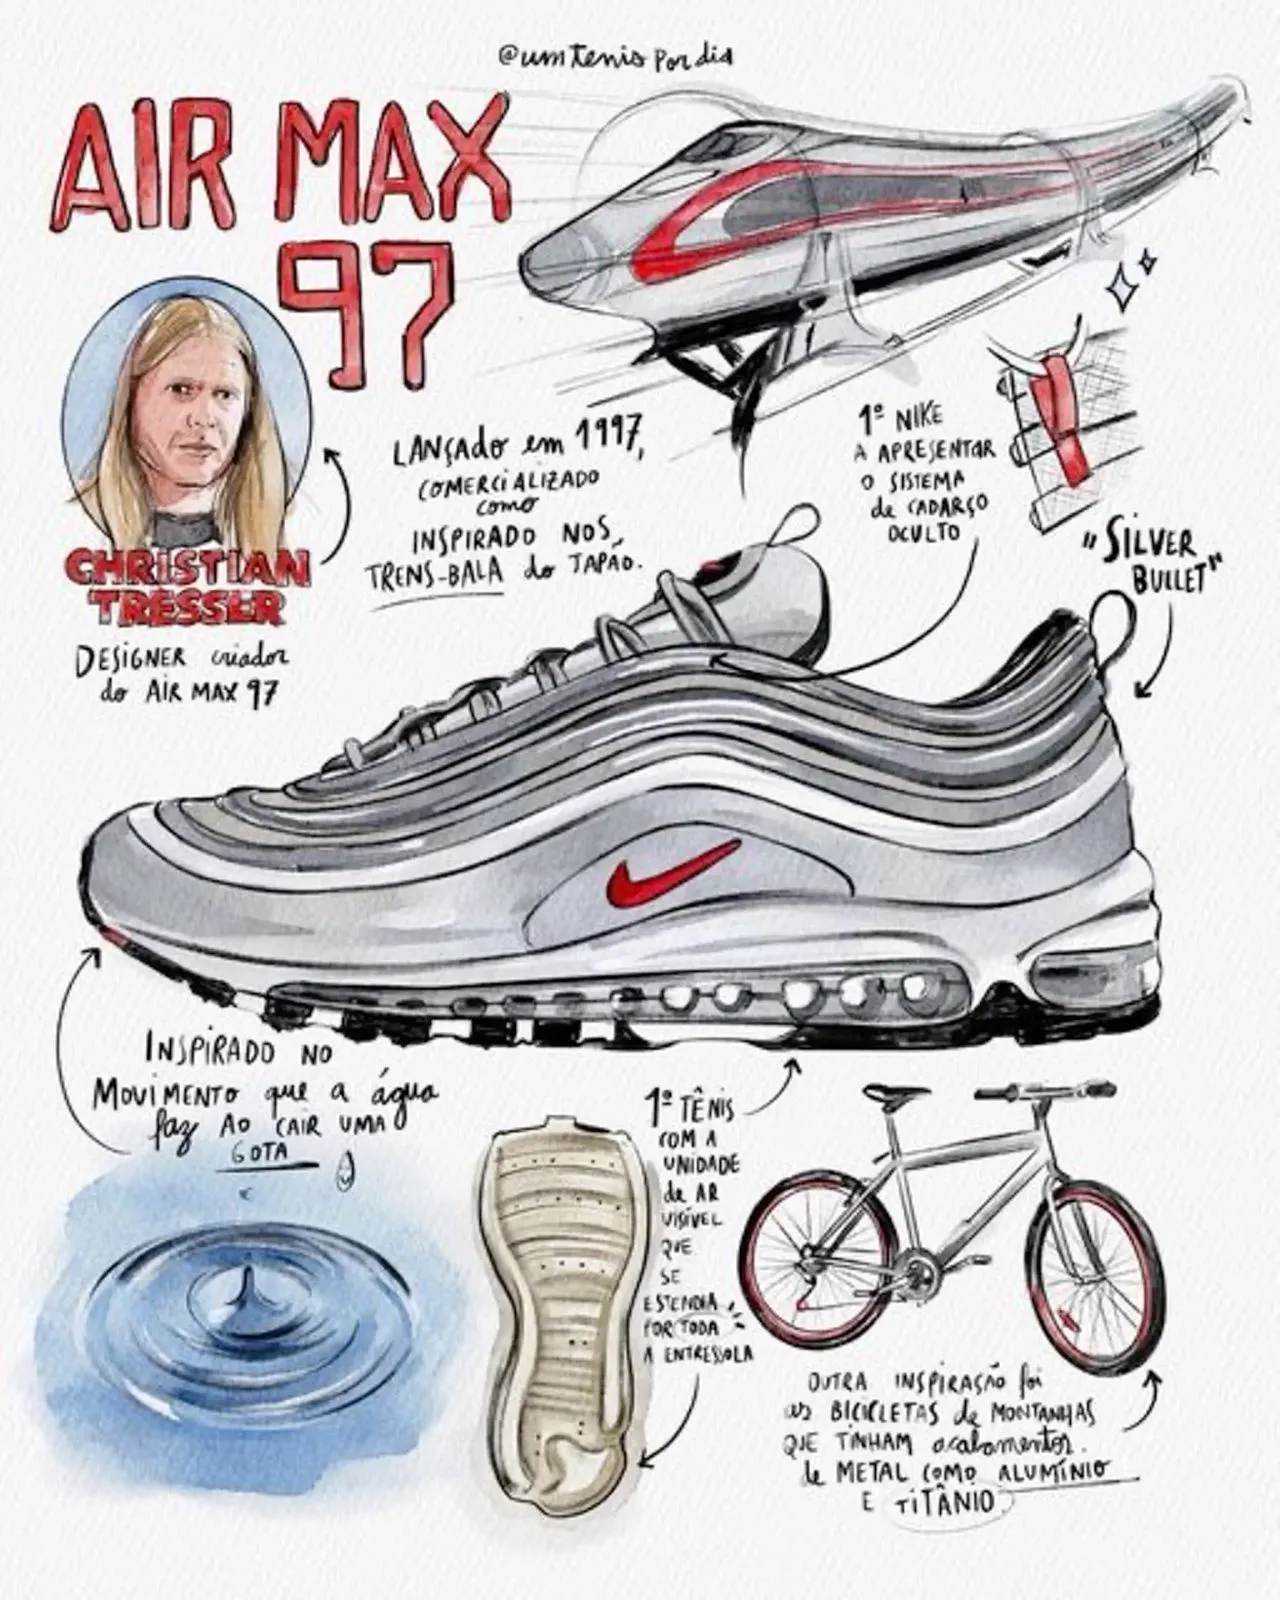 @umtenispordia
AIR MAX
97
CHRISTIAN
TRESSER
DESIGNER criador
do AIR MAX 97
LANÇADO em 1997,
COMERCIALIZADO
como
INSPIRADO NOS
TRENS-BALA do JAPÃO.
1º NIKE
A APRESENTAR
O SISTEMA
de CADARÇO
OCULTO
"SILVER
BULLET"
INSPIRADO NO
MOVIMENTO que a água
faz AO CAIR UMA
GOTA
1º TÊNIS
COM A
UNIDADE
de AR
VISÍVEL
QUE
SE
ESTENDIA
POR TODA
A ENTRESSOLA
OUTRA INSPIRAÇÃO foi
as BICICLETAS de MONTANHAS
QUE TINHAM acabamentos
de METAL COMO ALUMÍNIO
E TITÂNIO